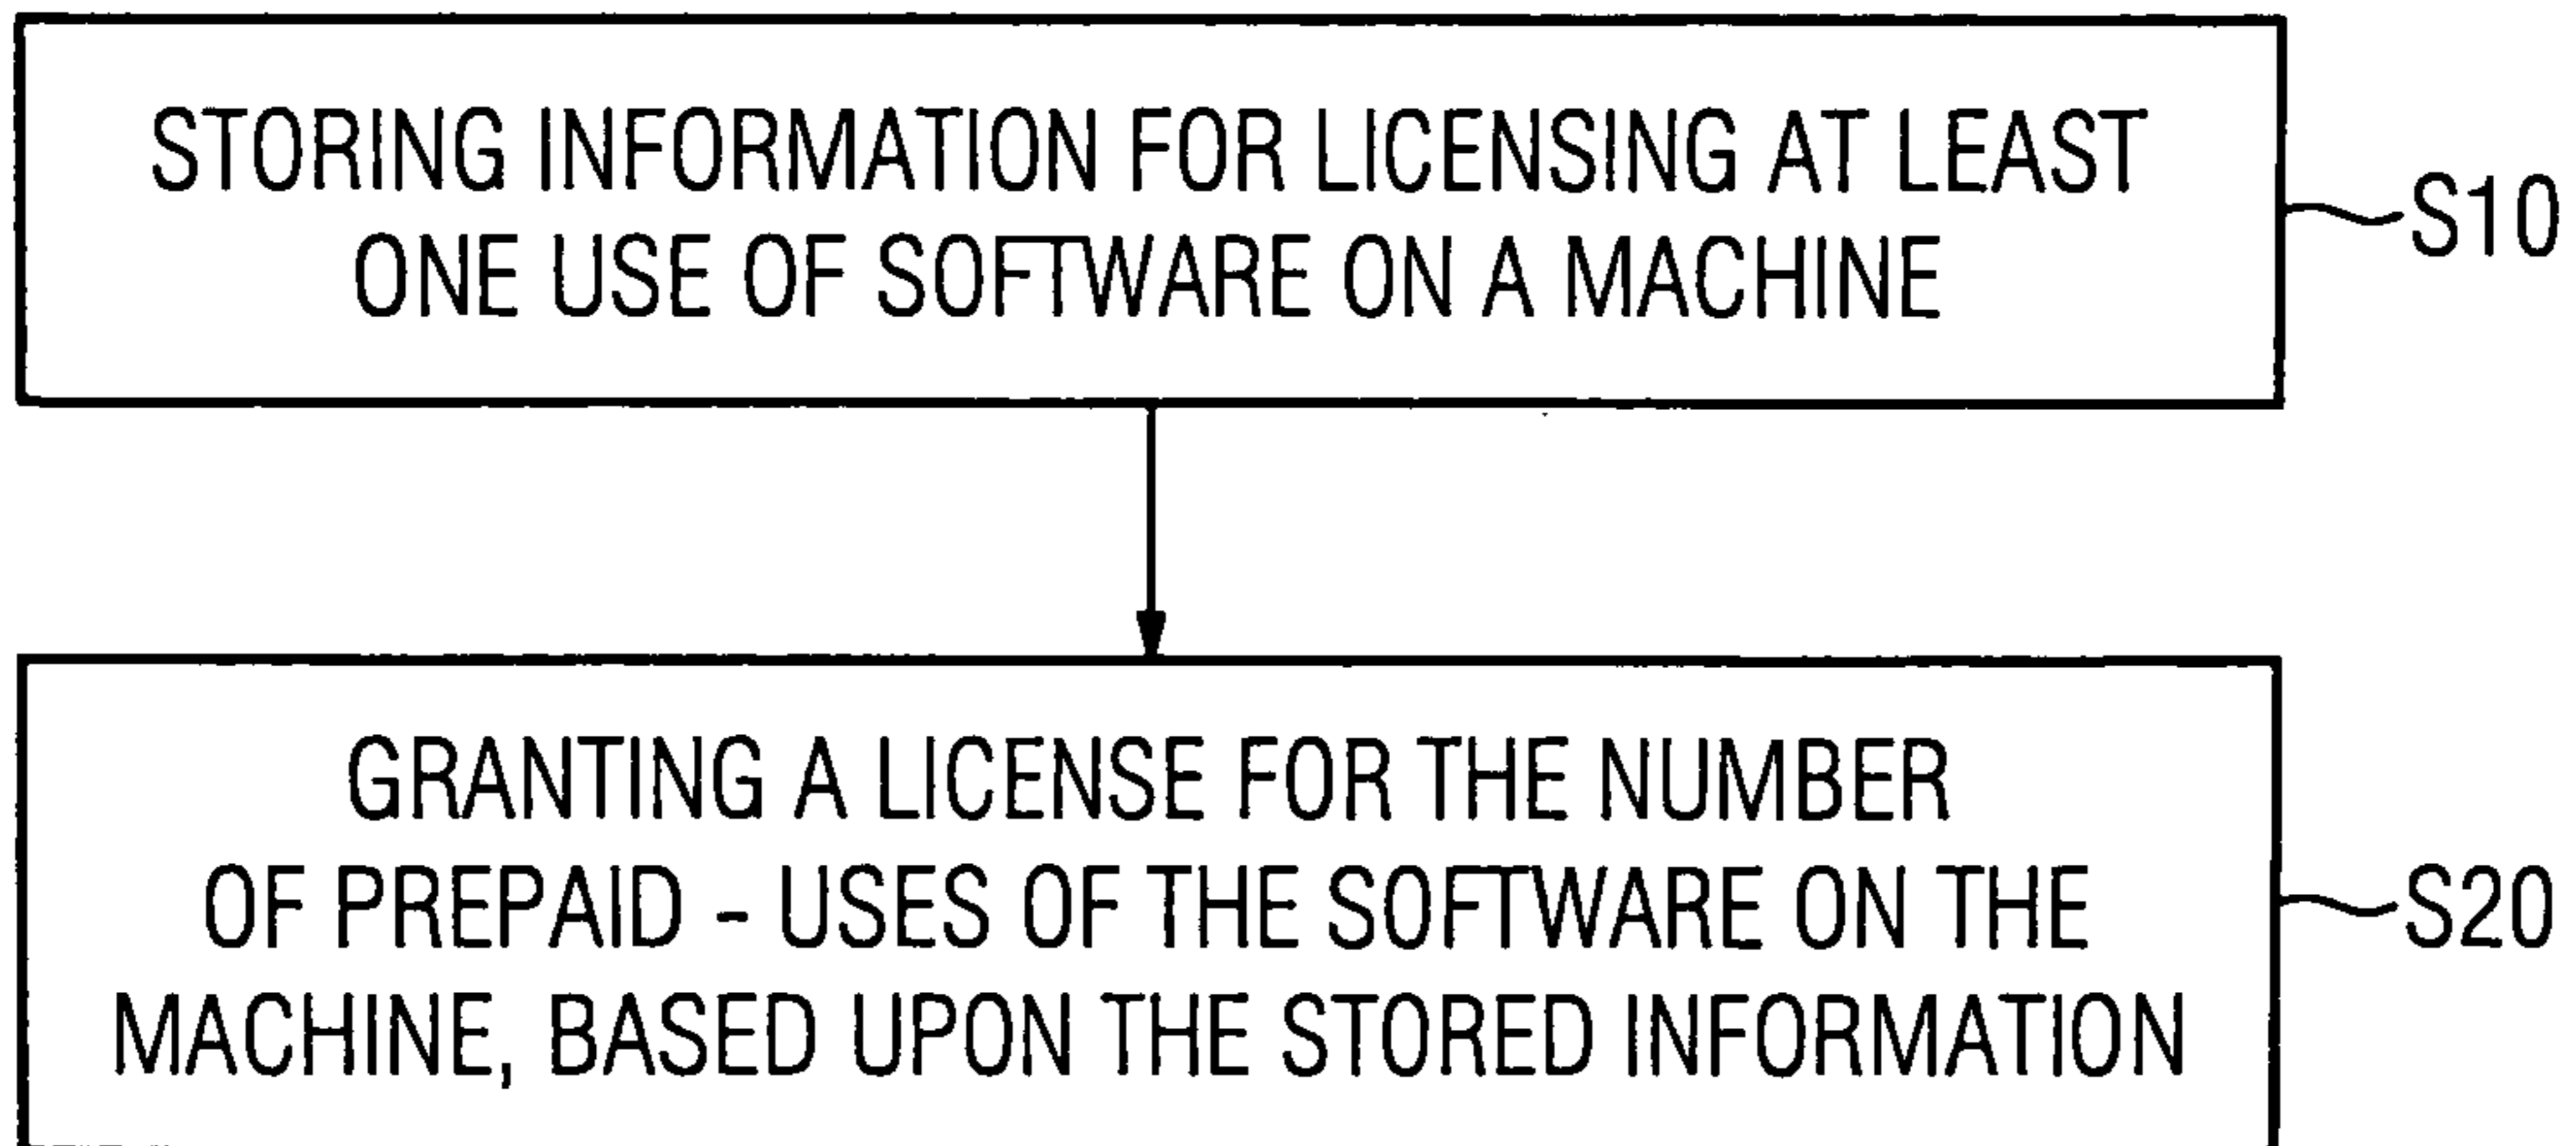 STORING INFORMATION FOR LICENSING AT LEAST
ONE USE OF SOFTWARE ON A MACHINE
S10
GRANTING A LICENSE FOR THE NUMBER
OF PREPAID - USES OF THE SOFTWARE ON THE
MACHINE, BASED UPON THE STORED INFORMATION
S20